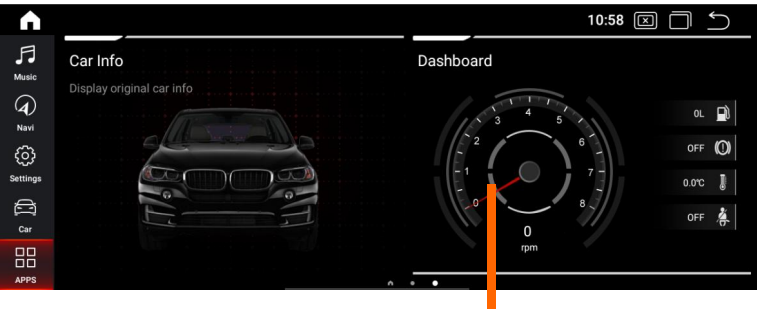 10:58
Music
Navi
Settings
Car
APPS
Car Info
Display original car info
Dashboard
0
1
2
3
4
5
6
7
8
0
rpm
0L
OFF
0.0℃
OFF